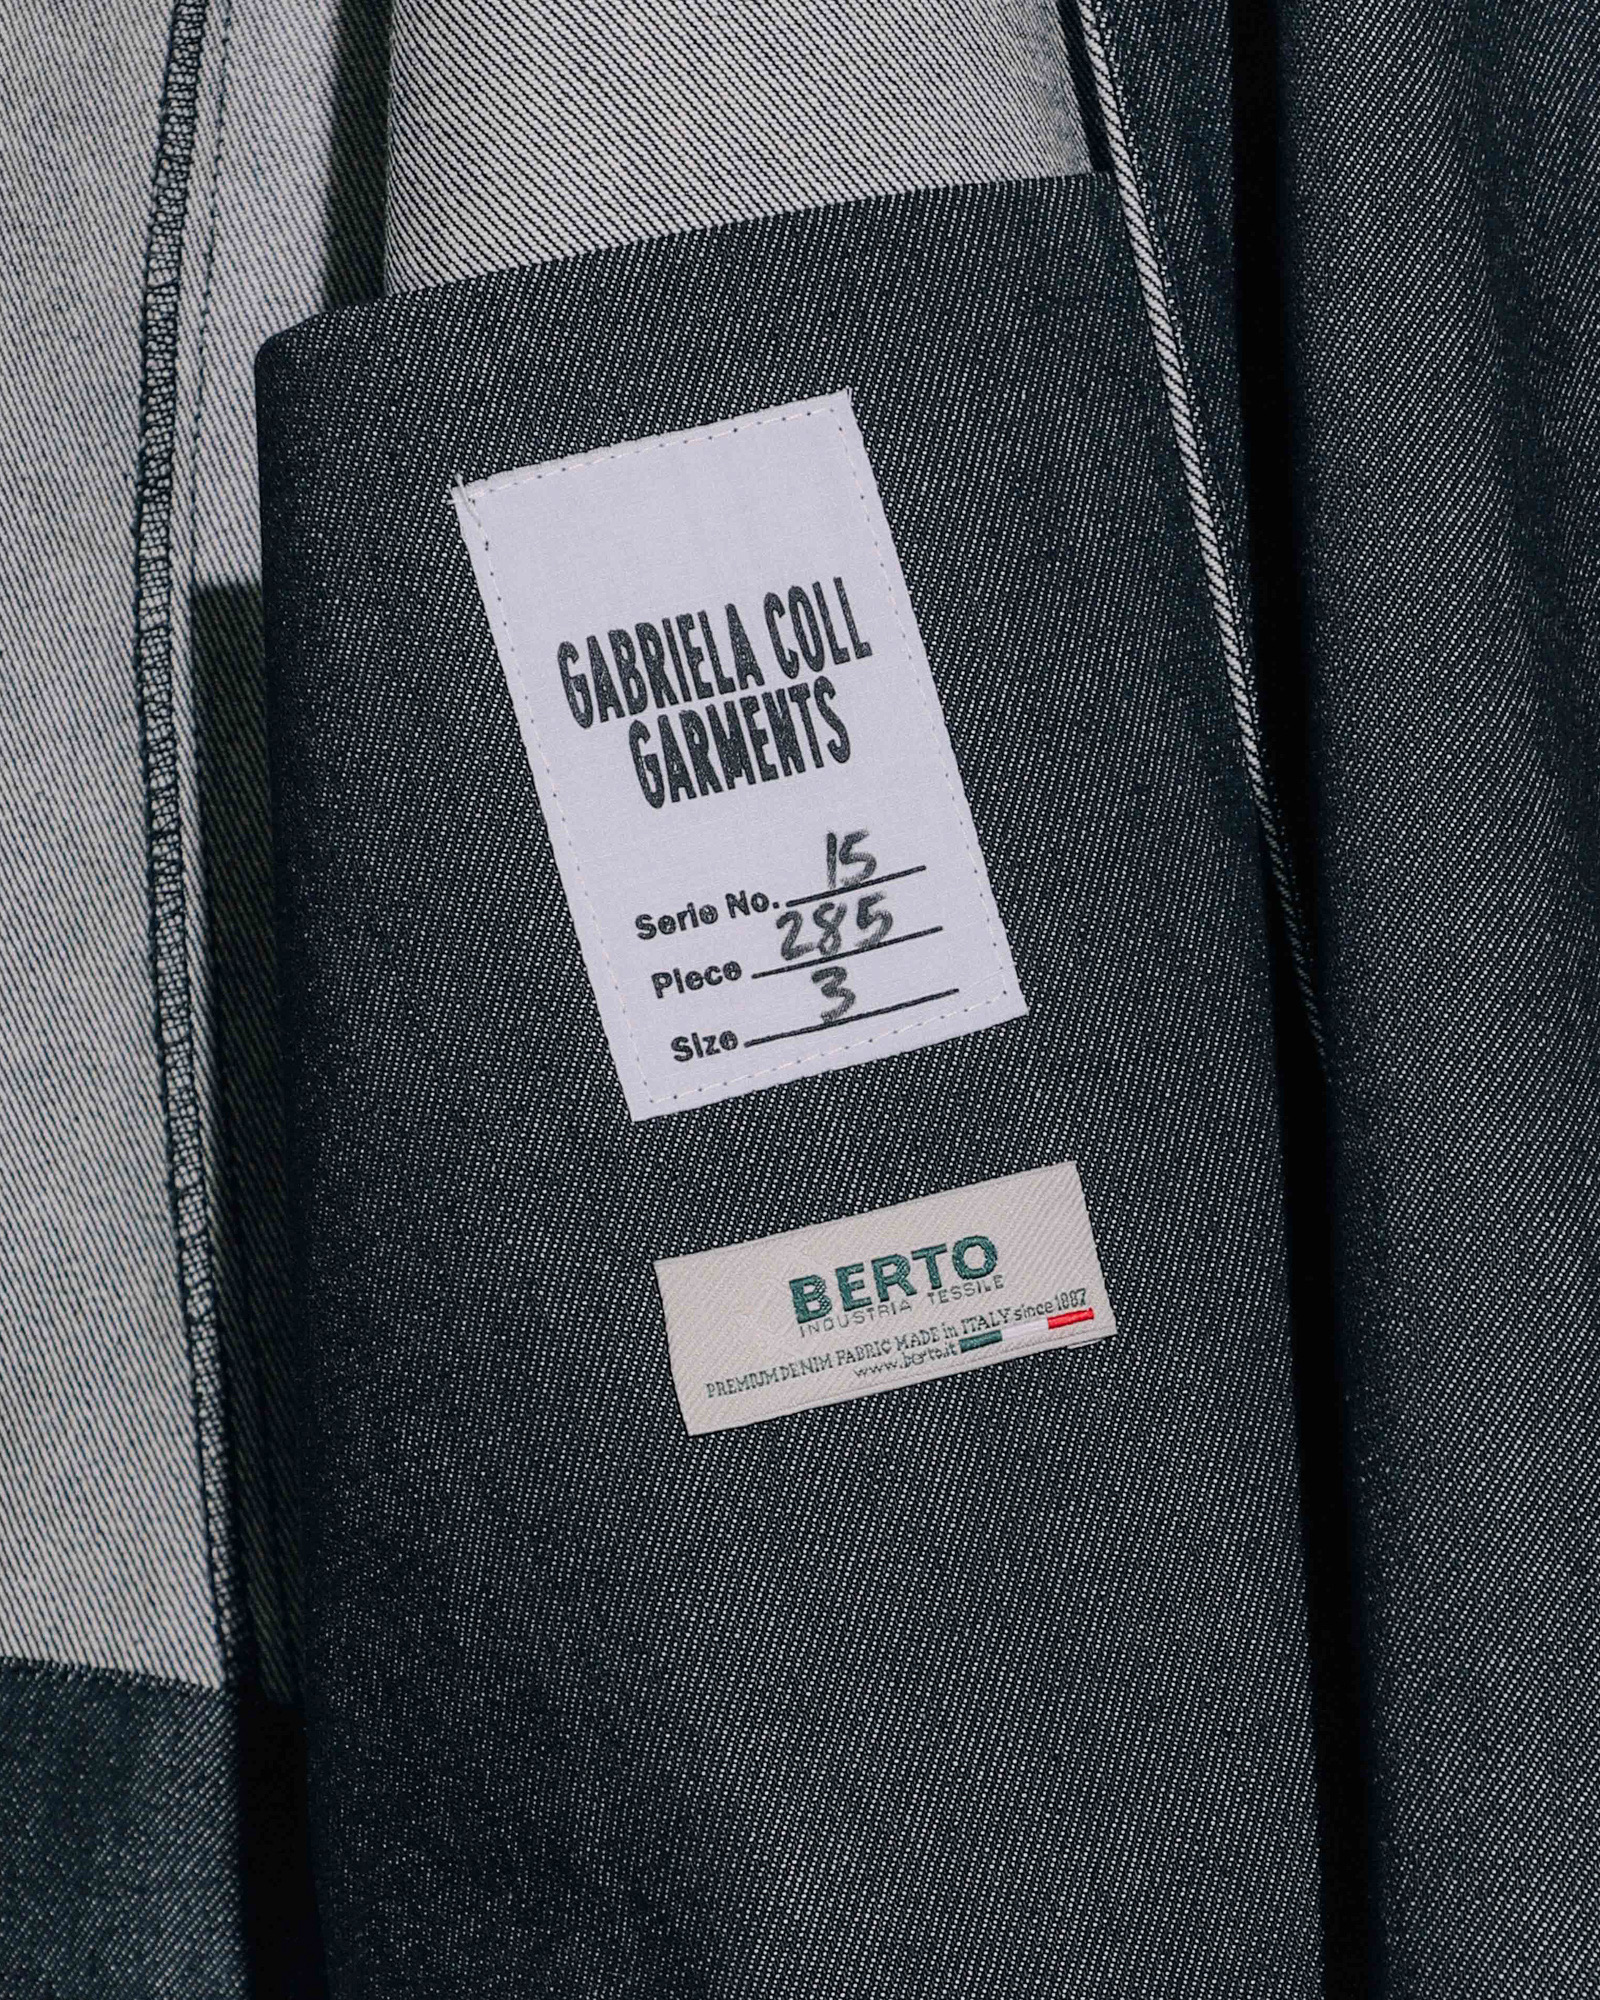 GABRIELA COLL
GARMENTS
Serie No. 15
Piece 285
Size 3
BERTO
INDUSTRIA TESSILE
PREMIUM DENIM FABRIC MADE in ITALY since 1887
www.berto.it